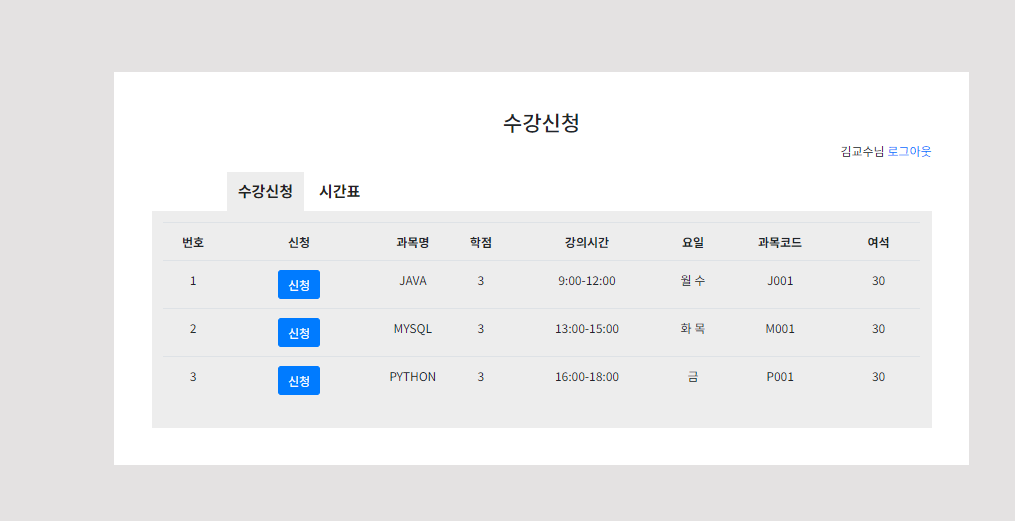 수강신청
김교수님 로그아웃
수강신청 시간표
번호 신청 과목명 학점 강의시간 요일 과목코드 여석
1 신청 JAVA 3 9:00-12:00 월 수 J001 30
2 신청 MYSQL 3 13:00-15:00 화 목 M001 30
3 신청 PYTHON 3 16:00-18:00 금 P001 30